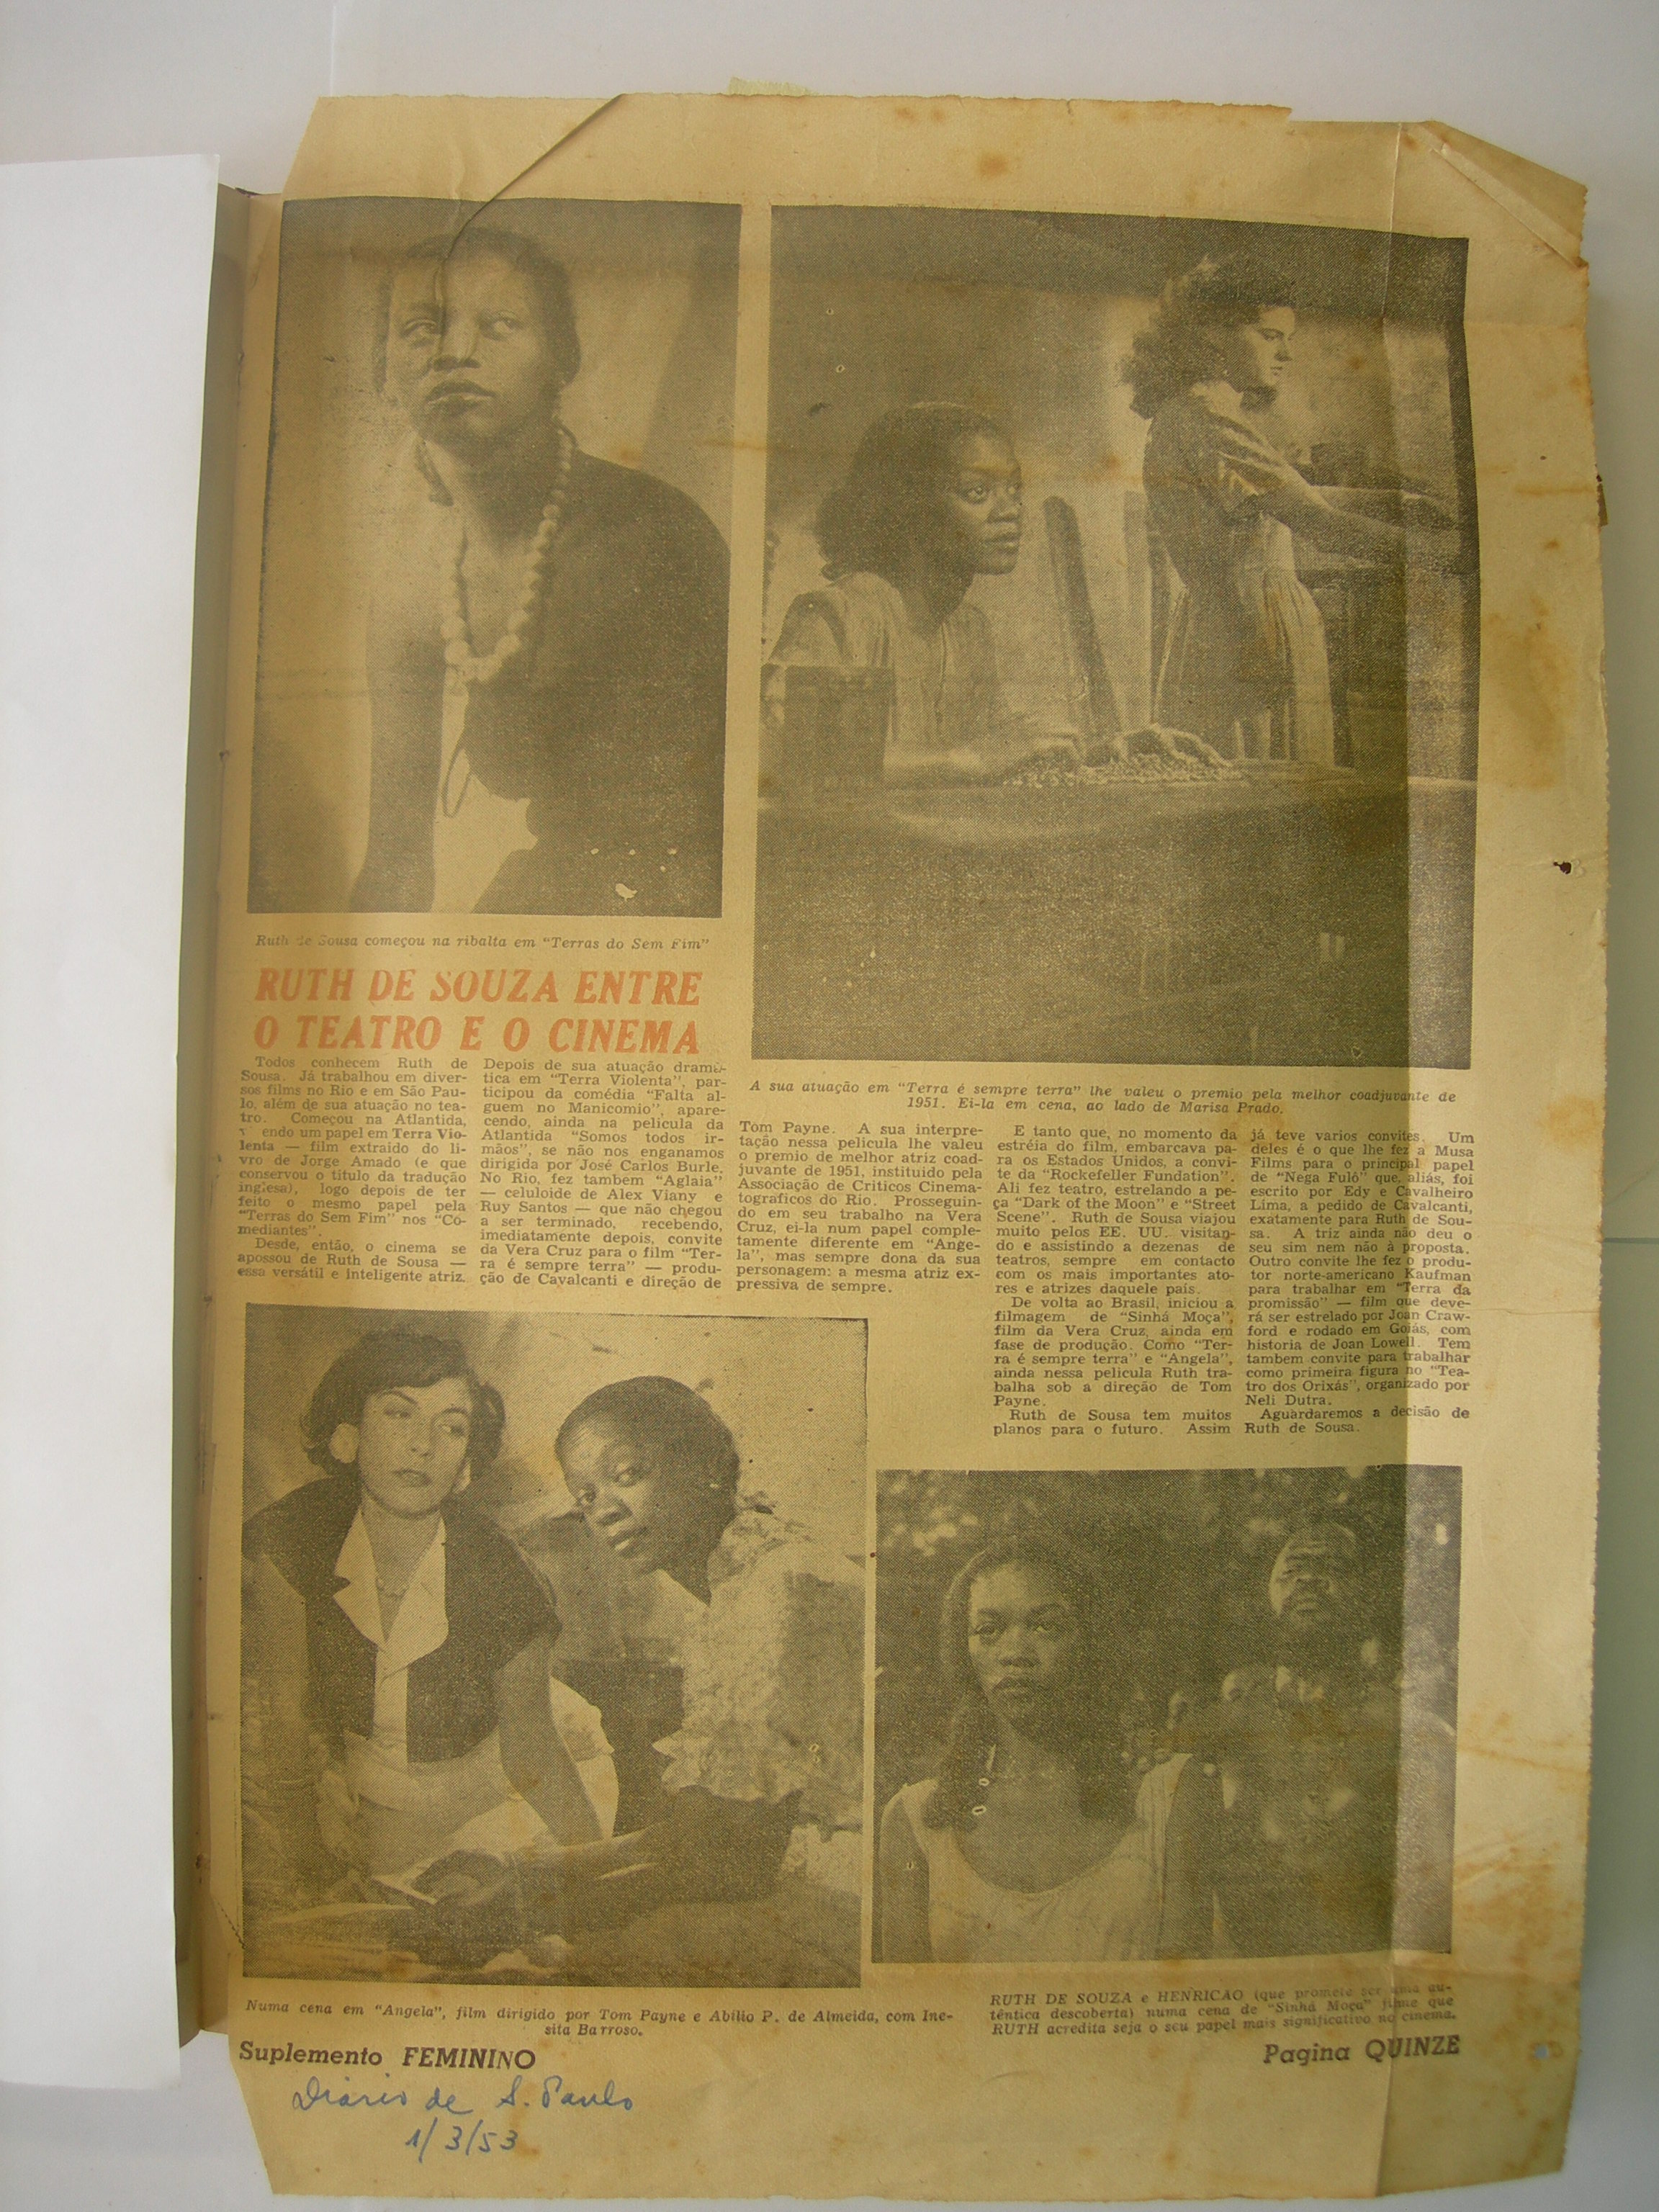 Ruth de Sousa começou na ribalta em "Terras do Sem Fim"
RUTH DE SOUZA ENTRE
O TEATRO E O CINEMA
Todos conhecem Ruth de
Sousa. Já trabalhou em diver-
sos films no Rio e em São Pau-
lo, além de sua atuação no tea-
tro. Começou na Atlantida,
endo um papel em Terra Vio-
lenta — film extraído do li-
vro de Jorge Amado (e que
conservou o titulo da tradução
inglesa), logo depois de ter
feito o mesmo papel pela
"Terras do Sem Fim" nos "Co-
mediantes".
Desde, então, o cinema se
apossou de Ruth de Sousa —
essa versátil e inteligente atriz.
Depois de sua atuação dramá-
tica em "Terra Violenta", par-
ticipou da comédia "Falta al-
guem no Manicomio", apare-
cendo, ainda na pelicula da
Atlantida "Somos todos ir-
mãos", se não nos enganamos
dirigida por José Carlos Burle.
No Rio, fez tambem "Aglaia"
— celuloide de Alex Viany e
Ruy Santos — que não chegou
a ser terminado, recebendo,
imediatamente depois, convite
da Vera Cruz para o film "Ter-
ra é sempre terra" — produ-
ção de Cavalcanti e direção de
A sua atuação em "Terra é sempre terra" lhe valeu o premio pela melhor coadjuvante de
1951. Ei-la em cena, ao lado de Marisa Prado.
Tom Payne. A sua interpre-
tação nessa pelicula lhe valeu
o premio de melhor atriz coad-
juvante de 1951, instituido pela
Associação de Criticos Cinema-
tograficos do Rio. Prosseguin-
do em seu trabalho na Vera
Cruz, ei-la num papel comple-
tamente diferente em "Ange-
la", mas sempre dona da sua
personagem: a mesma atriz ex-
pressiva de sempre.
E tanto que, no momento da
estréia do film, embarcava pa-
ra os Estados Unidos, a convi-
te da "Rockefeller Fundation".
Ali fez teatro, estrelando a pe-
ça "Dark of the Moon" e "Street
Scene". Ruth de Sousa viajou
muito pelos EE. UU. visitan-
do e assistindo a dezenas de
teatros, sempre em contacto
com os mais importantes ato-
res e atrizes daquele país.
De volta ao Brasil, iniciou a
filmagem de "Sinhá Moça",
film da Vera Cruz, ainda em
fase de produção. Como "Ter-
ra é sempre terra" e "Angela",
ainda nessa pelicula Ruth tra-
balha sob a direção de Tom
Payne.
Ruth de Sousa tem muitos
planos para o futuro. Assim
já teve varios convites. Um
deles é o que lhe fez a Musa
Films para o principal papel
de "Nega Fulô" que, aliás, foi
escrito por Edy e Cavalheiro
Lima, a pedido de Cavalcanti,
exatamente para Ruth de Sou-
sa. A triz ainda não deu o
seu sim nem não à proposta.
Outro convite lhe fez o produ-
tor norte-americano Kaufman
para trabalhar em "Terra da
promissão" — film que deve-
rá ser estrelado por Joan Craw-
ford e rodado em Goiás, com
historia de Joan Lowell. Tem
tambem convite para trabalhar
como primeira figura no "Tea-
tro dos Orixás", organizado por
Neli Dutra.
Aguardaremos a decisão de
Ruth de Sousa.
Numa cena em "Angela", film dirigido por Tom Payne e Abílio P. de Almeida, com Ine-
sita Barroso.
RUTH DE SOUZA e HENRICAO (que promete ser uma au-
têntica descoberta) numa cena de "Sinhá Moça" filme que
RUTH acredita seja o seu papel mais significativo no cinema.
Suplemento FEMININO
Pagina QUINZE
Diário de S. Paulo
1/3/53